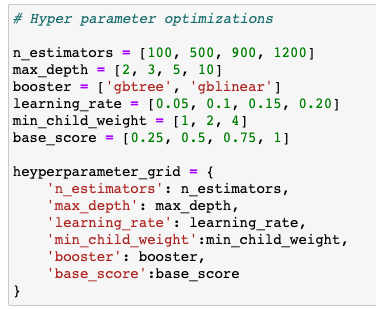 # Hyper parameter optimizations
n_estimators = [100, 500, 900, 1200]
max_depth = [2, 3, 5, 10]
booster = ['gbtree', 'gblinear']
learning_rate = [0.05, 0.1, 0.15, 0.20]
min_child_weight = [1, 2, 4]
base_score = [0.25, 0.5, 0.75, 1]
heyperparameter_grid = {
    'n_estimators': n_estimators,
    'max_depth': max_depth,
    'learning_rate': learning_rate,
    'min_child_weight':min_child_weight,
    'booster': booster,
    'base_score':base_score
}